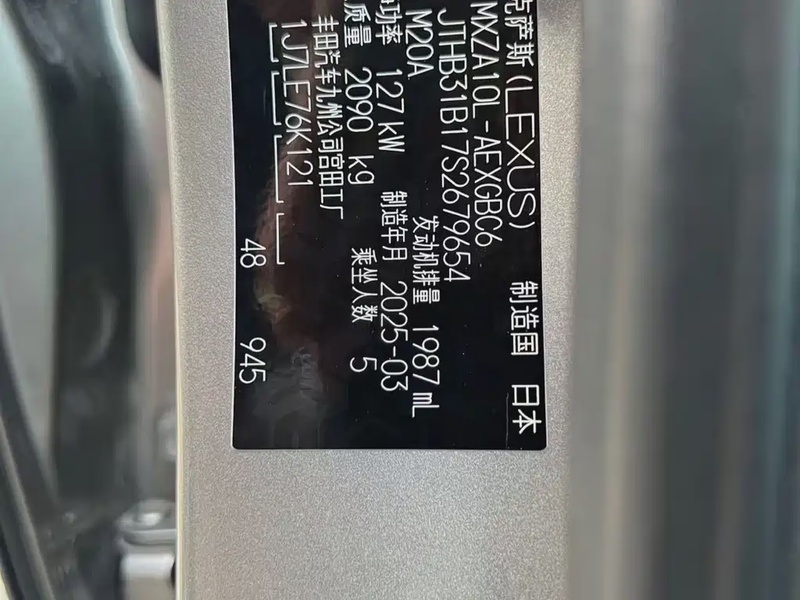 克萨斯(LEXUS) 制造国 日本
MXZA10L-AEXGBC6
JTHB31B17S2679654
M20A 发动机排量 1987 mL
功率 127 kW 制造年月 2025-03
质量 2090 kg 乘坐人数 5
丰田汽车九州公司宫田工厂
1J7LE76K121
48 945